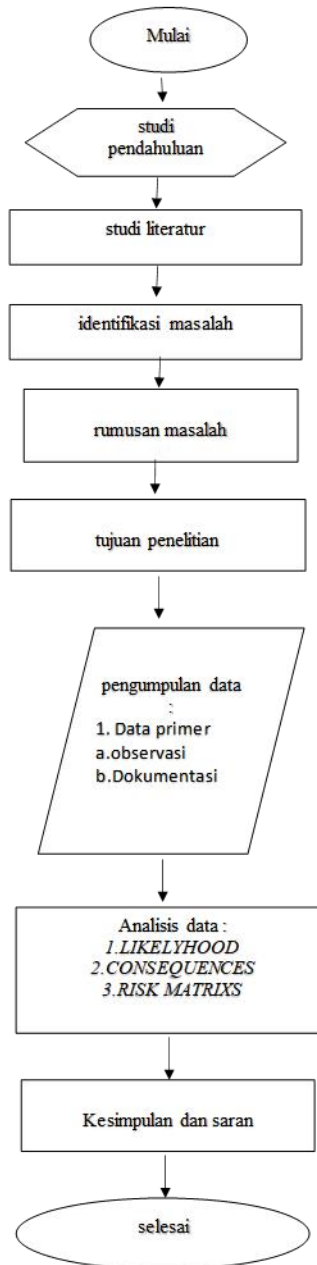 Mulai
studi
pendahuluan
studi literatur
identifikasi masalah
rumusan masalah
tujuan penelitian
pengumpulan data
:
1. Data primer
a.observasi
b.Dokumentasi
Analisis data :
1.LIKELYHOOD
2.CONSEQUENCES
3.RISK MATRIXS
Kesimpulan dan saran
selesai